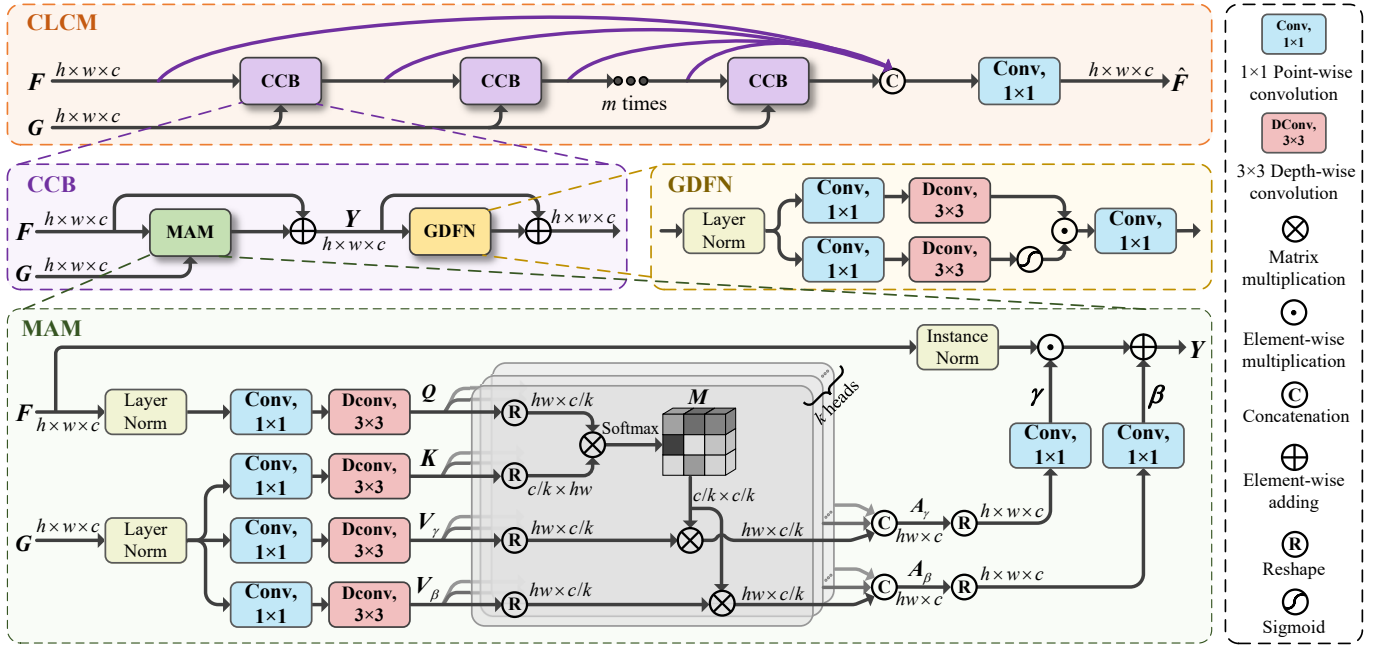 CLCM
F
h×w×c
CCB
CCB
m times
CCB
C
Conv,
1×1
h×w×c
F̂
G
h×w×c
CCB
F
h×w×c
MAM
Y
h×w×c
GDFN
h×w×c
G
h×w×c
GDFN
Layer
Norm
Conv,
1×1
Dconv,
3×3
Conv,
1×1
Dconv,
3×3
Conv,
1×1
MAM
F
h×w×c
Instance
Norm
Y
Layer
Norm
Conv,
1×1
Dconv,
3×3
Q
R
hw×c/k
Softmax
M
k heads
γ
β
Conv,
1×1
Conv,
1×1
Conv,
1×1
Dconv,
3×3
K
R
c/k×hw
c/k×c/k
G
h×w×c
Layer
Norm
Conv,
1×1
Dconv,
3×3
Vγ
R
hw×c/k
hw×c/k
C
Aγ
hw×c
R
h×w×c
Conv,
1×1
Dconv,
3×3
Vβ
R
hw×c/k
hw×c/k
C
Aβ
hw×c
R
h×w×c
Conv,
1×1
1×1 Point-wise
convolution
DConv,
3×3
3×3 Depth-wise
convolution
Matrix
multiplication
Element-wise
multiplication
C
Concatenation
Element-wise
adding
R
Reshape
Sigmoid